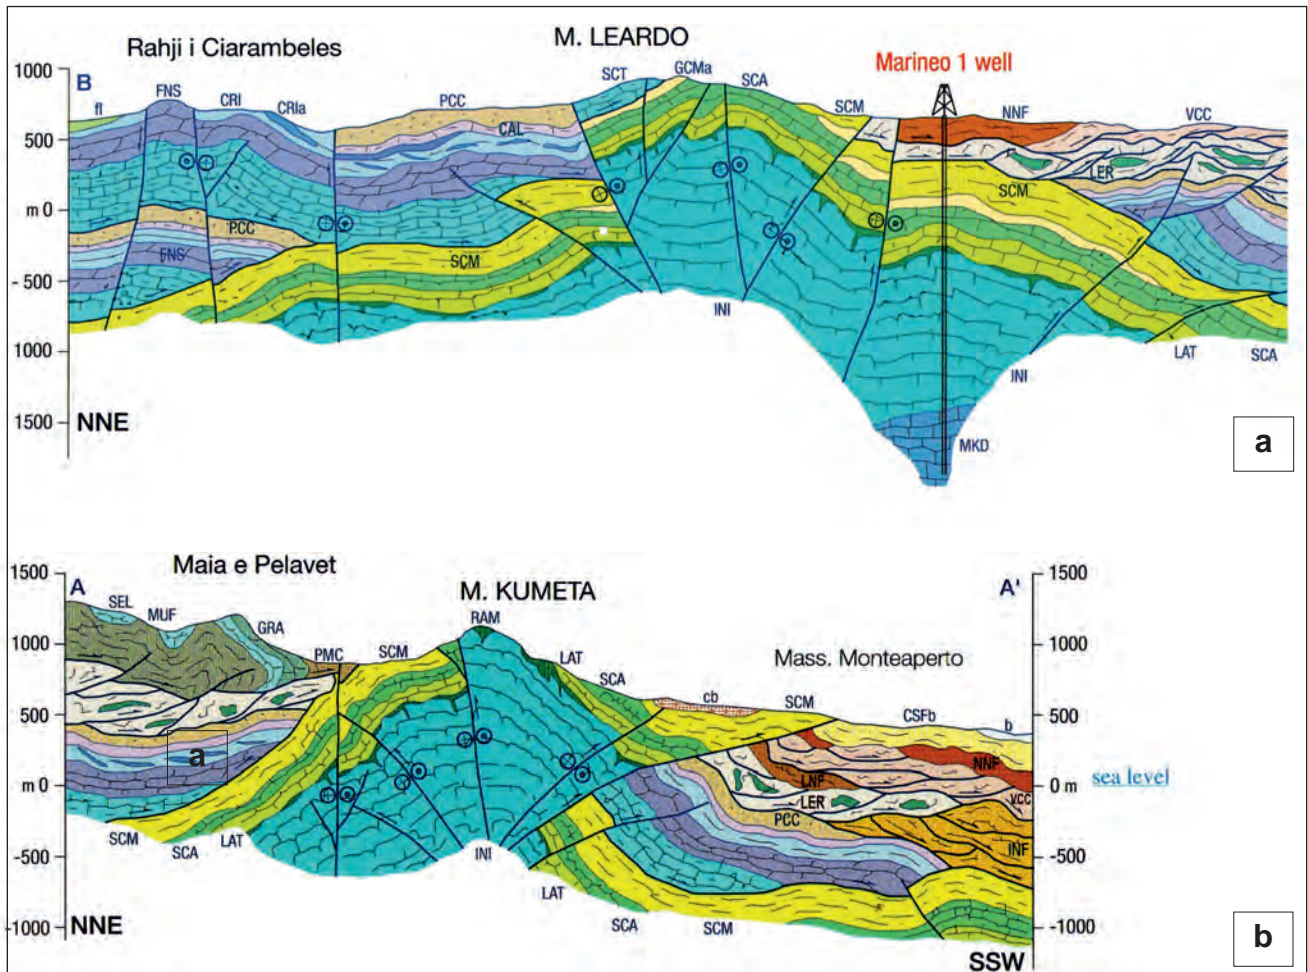 Rahji i Ciarambeles
M. LEARDO
Marineo 1 well
B
fl
FNS
CRI
CRIa
PCC
CAL
SCT
GCMa
SCA
SCM
NNF
VCC
1000
500
m 0
- 500
1000
1500
LER
SCM
PCC
FNS
SCM
INI
INI
LAT
SCA
MKD
NNE
a
Maia e Pelavet
M. KUMETA
Mass. Monteaperto
A
A'
1500
1000
500
m 0
-500
-1000
SEL
MUF
GRA
PMC
SCM
RAM
LAT
SCA
cb
SCM
CSFb
b
1500
1000
500
0 m
sea level
-500
-1000
a
NNF
LNF
LER
VCC
PCC
INF
SCM
SCA
LAT
INI
LAT
SCA
SCM
NNE
SSW
b